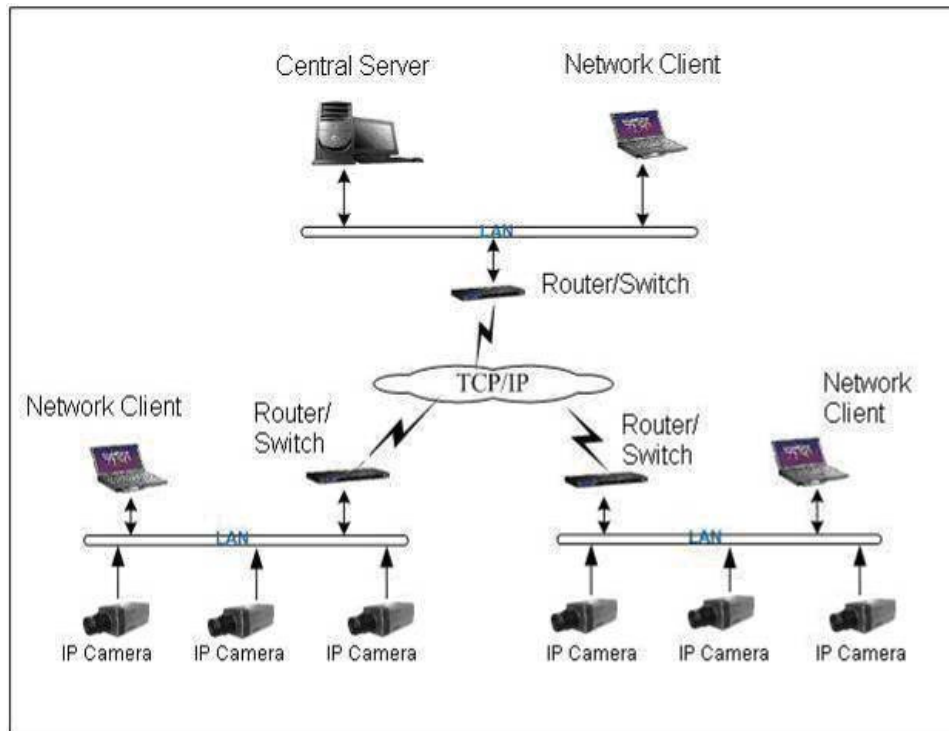 Central Server
Network Client
LAN
Router/Switch
TCP/IP
Network Client
Router/
Switch
Router/
Switch
Network
Client
LAN
LAN
IP Camera
IP Camera
IP Camera
IP Camera
IP Camera
IP Camera